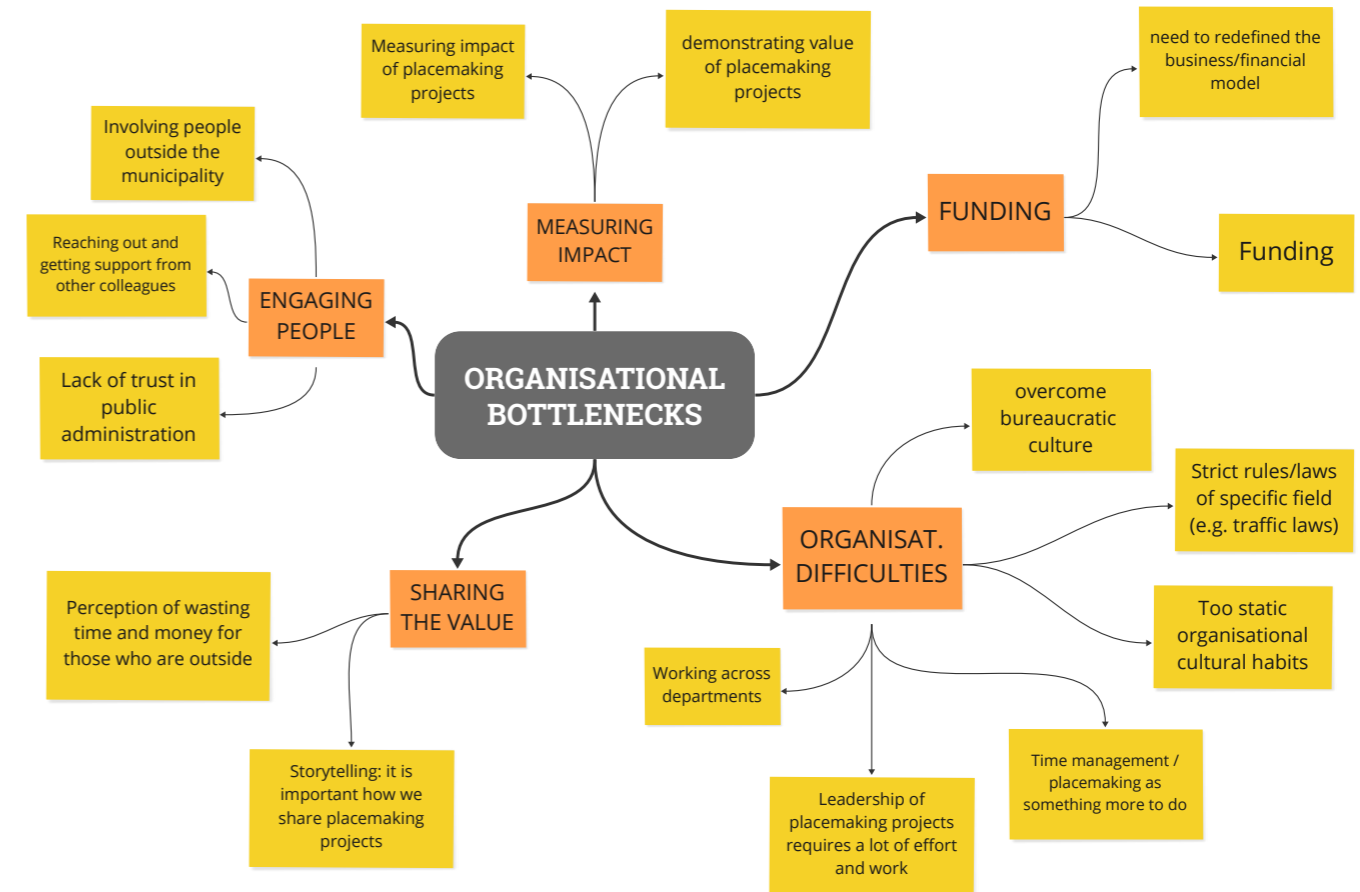 Measuring impact
of placemaking
projects
demonstrating value
of placemaking
projects
need to redefined the
business/financial
model
Involving people
outside the
municipality
Reaching out and
getting support from
other colleagues
Lack of trust in
public
administration
ENGAGING
PEOPLE
MEASURING
IMPACT
FUNDING
Funding
ORGANISATIONAL
BOTTLENECKS
overcome
bureaucratic
culture
Strict rules/laws
of specific field
(e.g. traffic laws)
ORGANISAT.
DIFFICULTIES
Too static
organisational
cultural habits
SHARING
THE VALUE
Perception of wasting
time and money for
those who are outside
Storytelling: it is
important how we
share placemaking
projects
Working across
departments
Leadership of
placemaking projects
requires a lot of effort
and work
Time management /
placemaking as
something more to do